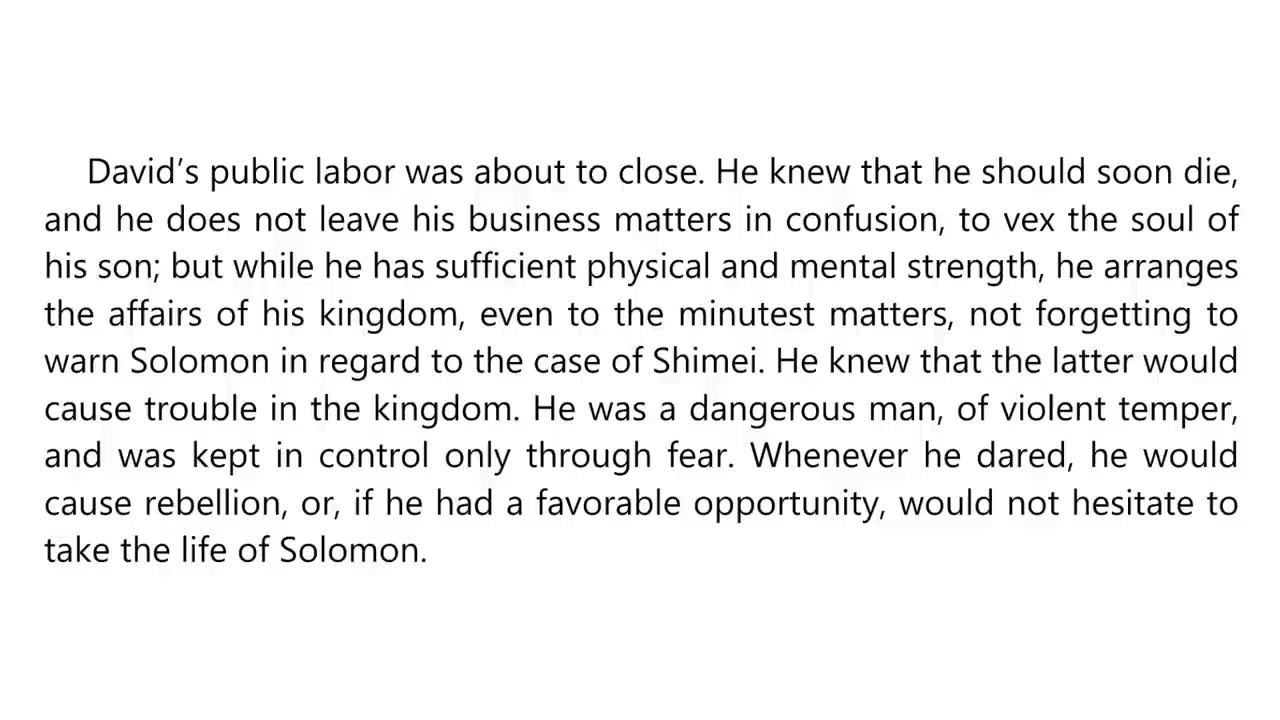 David’s public labor was about to close. He knew that he should soon die,
and he does not leave his business matters in confusion, to vex the soul of
his son; but while he has sufficient physical and mental strength, he arranges
the affairs of his kingdom, even to the minutest matters, not forgetting to
warn Solomon in regard to the case of Shimei. He knew that the latter would
cause trouble in the kingdom. He was a dangerous man, of violent temper,
and was kept in control only through fear. Whenever he dared, he would
cause rebellion, or, if he had a favorable opportunity, would not hesitate to
take the life of Solomon.